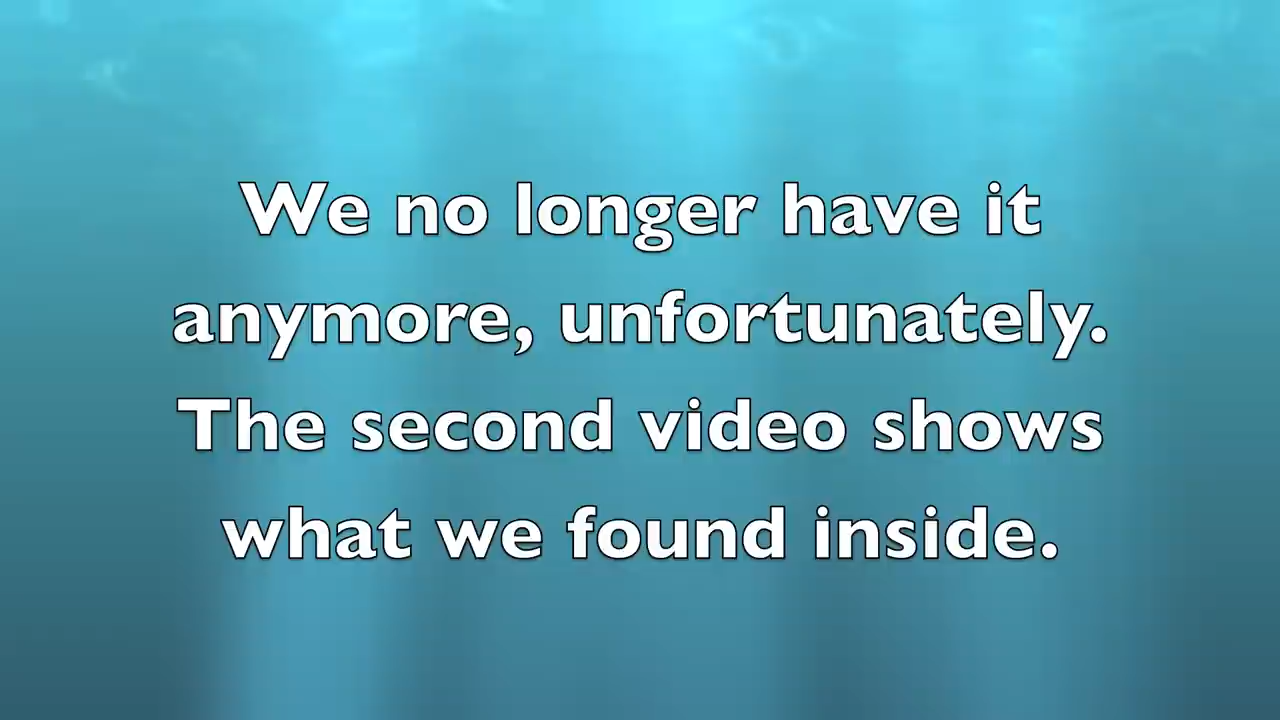 We no longer have it
anymore, unfortunately.
The second video shows
what we found inside.